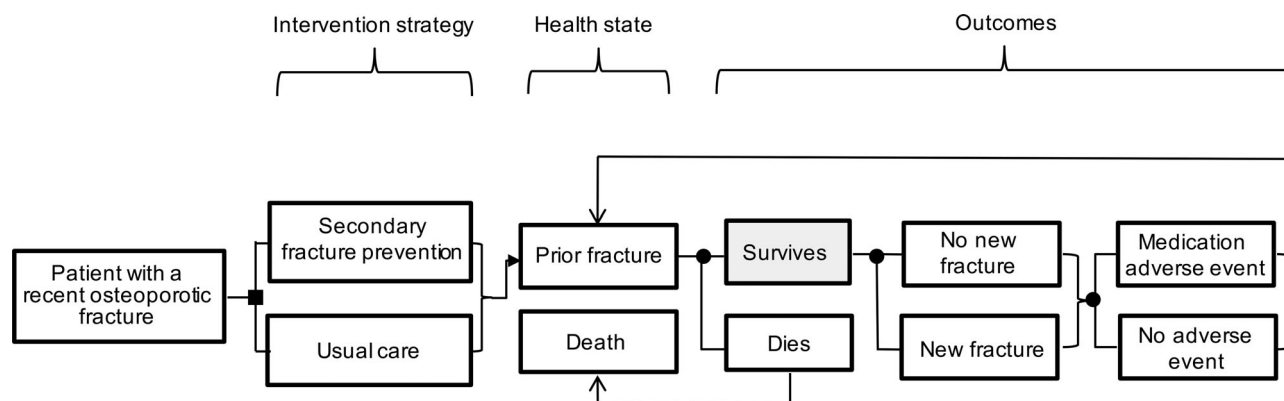 Intervention strategy
Health state
Outcomes
Patient with a
recent osteoporotic
fracture
Secondary
fracture prevention
Usual care
Prior fracture
Death
Survives
Dies
No new
fracture
New fracture
Medication
adverse event
No adverse
event